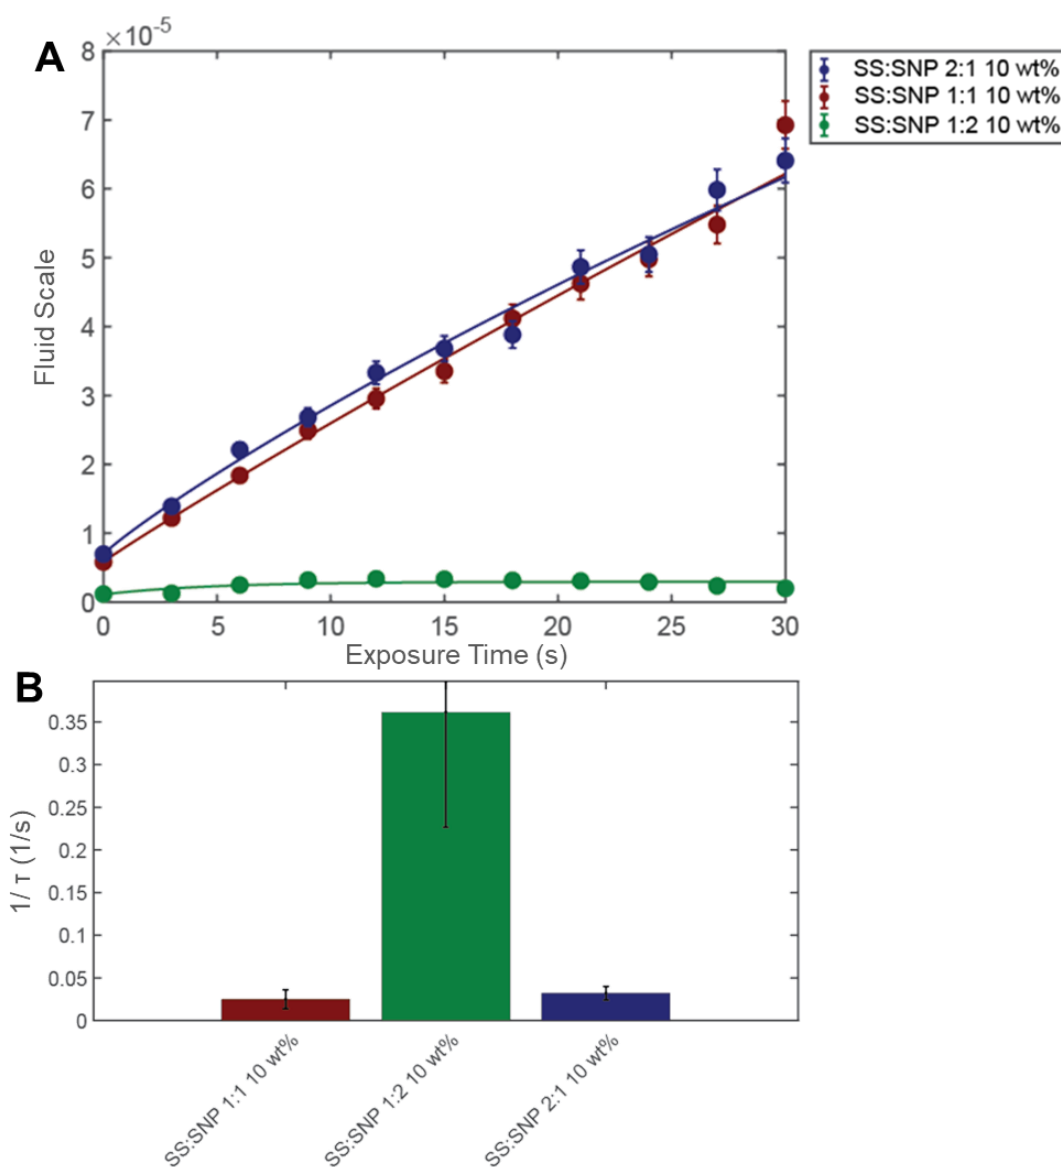 A
×10-5
8
7
6
5
4
3
2
1
0
Fluid Scale
0 5 10 15 20 25 30
Exposure Time (s)
SS:SNP 2:1 10 wt%
SS:SNP 1:1 10 wt%
SS:SNP 1:2 10 wt%
B
0.35
0.3
0.25
0.2
0.15
0.1
0.05
0
1/ τ (1/s)
SS:SNP 1:1 10 wt%
SS:SNP 1:2 10 wt%
SS:SNP 2:1 10 wt%